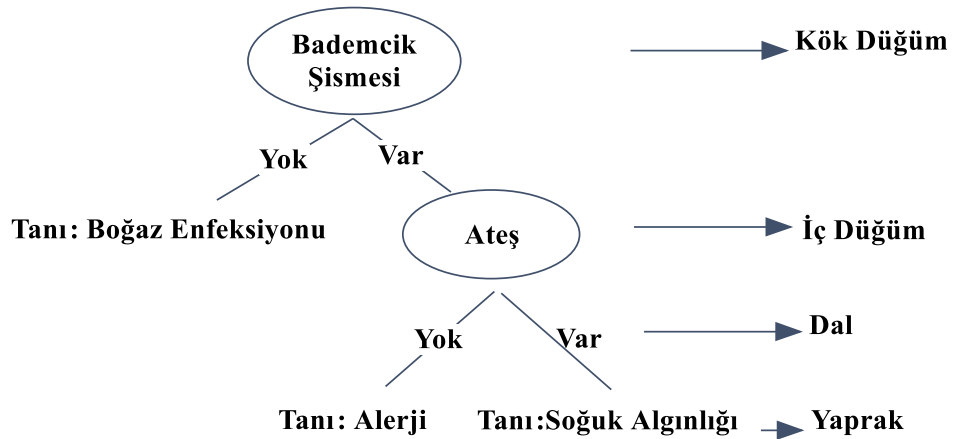 Bademcik
Şismesi
Kök Düğüm
Yok
Var
Tanı: Boğaz Enfeksiyonu
Ateş
İç Düğüm
Yok
Var
Dal
Tanı: Alerji
Tanı:Soğuk Algınlığı
Yaprak